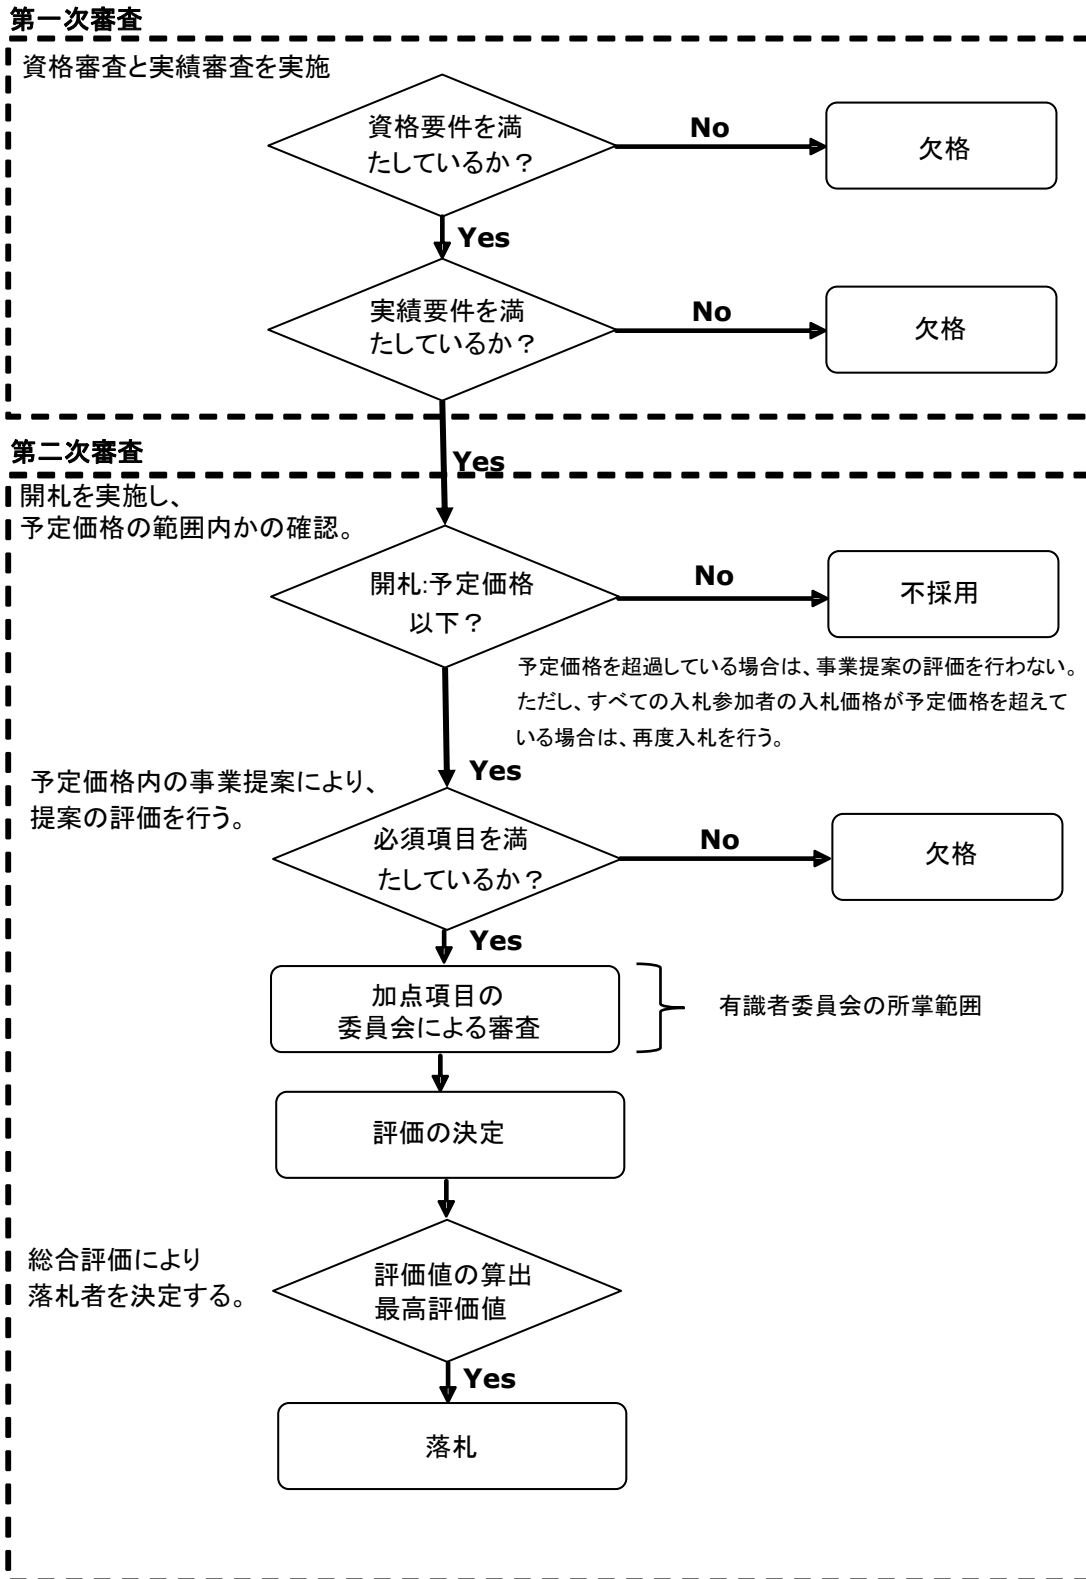 第一次審査
資格審査と実績審査を実施
資格要件を満
たしているか？
No
欠格
Yes
実績要件を満
たしているか？
No
欠格
Yes
第二次審査
開札を実施し、
予定価格の範囲内かの確認。
開札:予定価格
以下？
No
不採用
予定価格を超過している場合は、事業提案の評価を行わない。
ただし、すべての入札参加者の入札価格が予定価格を超えて
いる場合は、再度入札を行う。
Yes
予定価格内の事業提案により、
提案の評価を行う。
必須項目を満
たしているか？
No
欠格
Yes
加点項目の
委員会による審査
有識者委員会の所掌範囲
評価の決定
総合評価により
落札者を決定する。
評価値の算出
最高評価値
Yes
落札